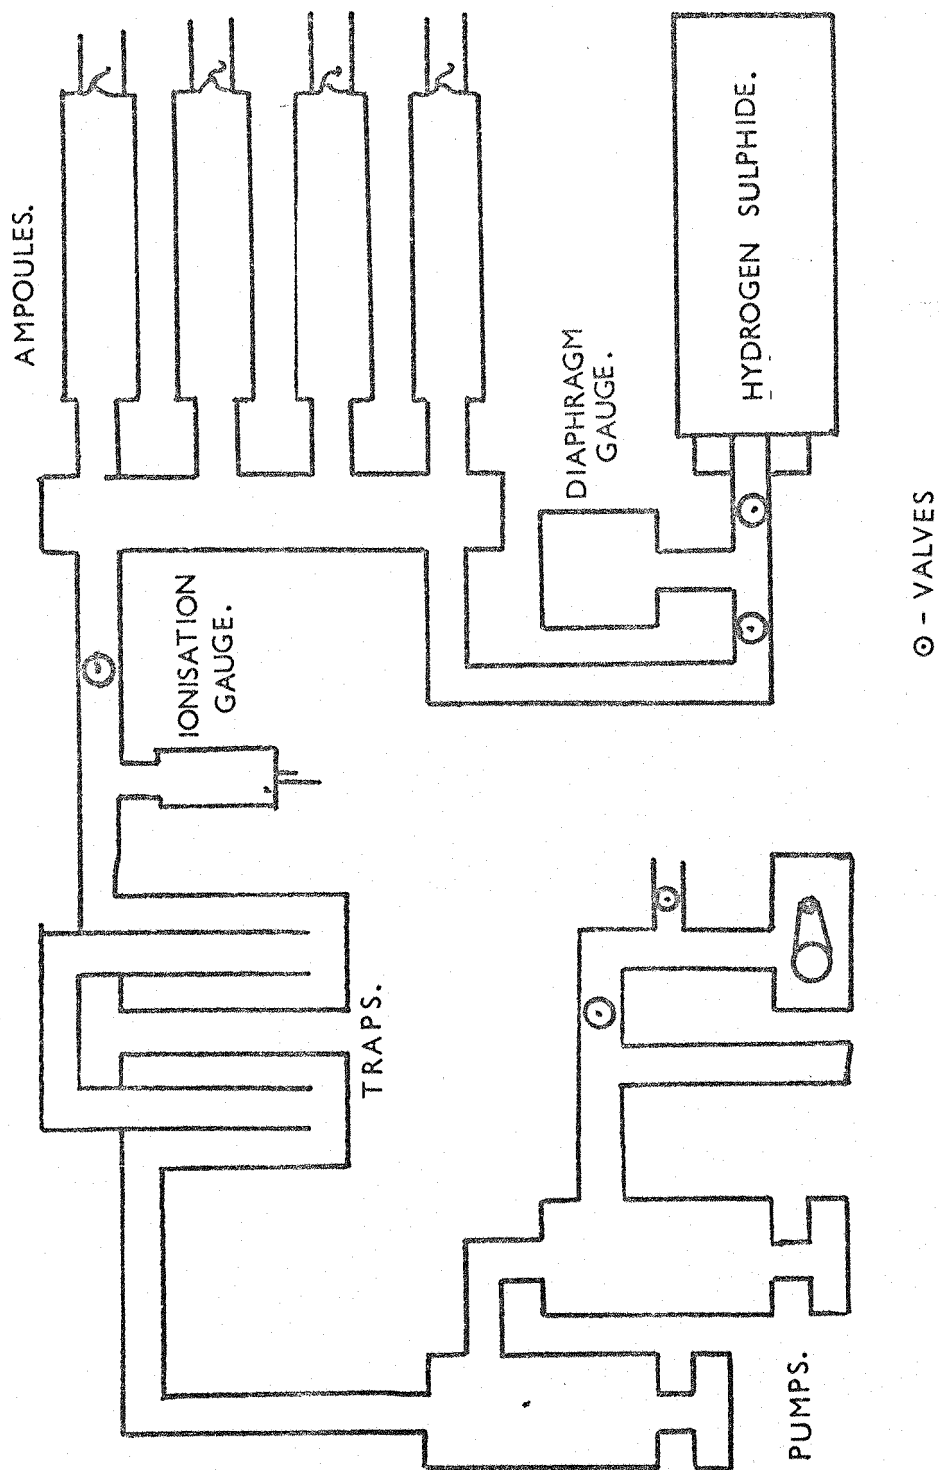 AMPOULES.
IONISATION
GAUGE.
DIAPHRAGM
GAUGE.
HYDROGEN SULPHIDE.
TRAPS.
PUMPS.
⊙ - VALVES